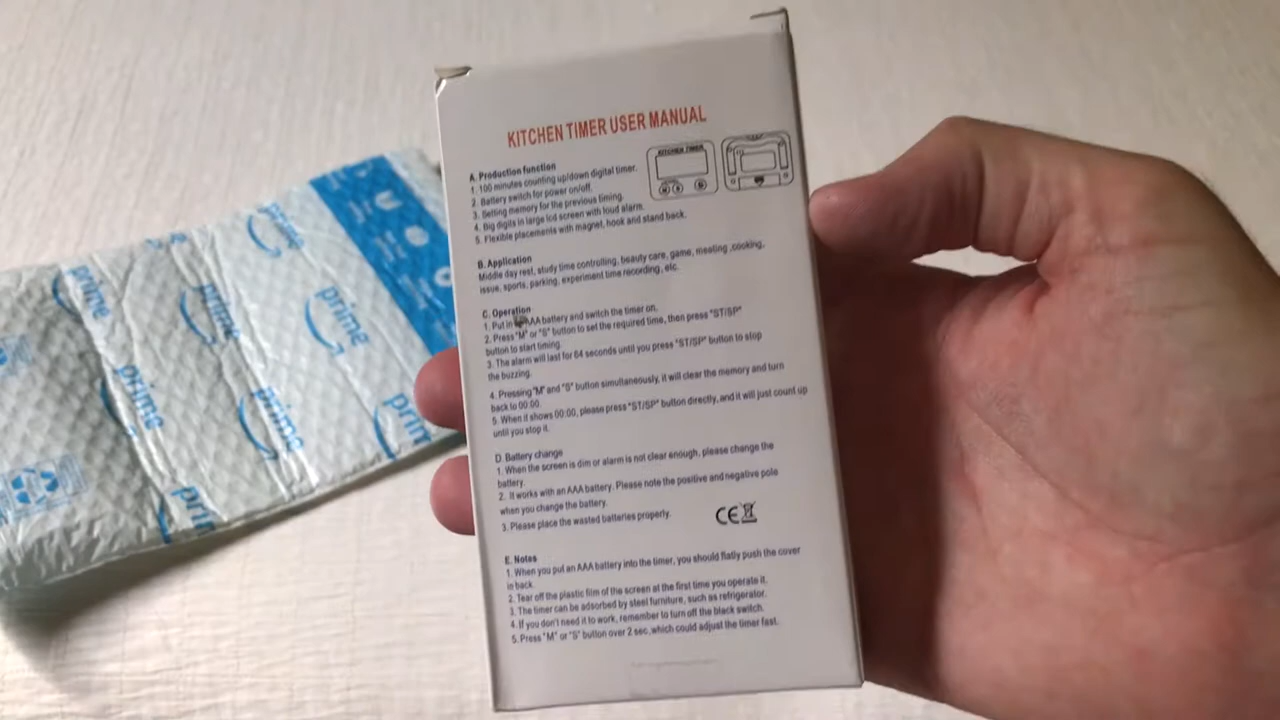 KITCHEN TIMER USER MANUAL
KITCHEN TIMER
A. Production function
1. 100 minutes counting up/down digital timer.
2. Battery switch for power on/off.
3. Setting memory for the previous timing.
4. Big digits in large lcd screen with loud alarm.
5. Flexible placements with magnet, hook and stand back.
B. Application
Middle day rest, study time controlling, beauty care, game, meeting ,cooking,
issue, sports, parking, experiment time recording, etc.
C. Operation
1. Put in AAA battery and switch the timer on.
2. Press "M" or "S" button to set the required time, then press "ST/SP"
button to start timing.
3. The alarm will last for 64 seconds until you press "ST/SP" button to stop
the buzzing.
4. Pressing "M" and "S" button simultaneously, it will clear the memory and turn
back to 00:00.
5. When it shows 00:00, please press "ST/SP" button directly, and it will just count up
until you stop it.
D. Battery change
1. When the screen is dim or alarm is not clear enough, please change the
battery.
2. It works with an AAA battery. Please note the positive and negative pole
when you change the battery.
3. Please place the wasted batteries properly.
CE
E. Notes
1. When you put an AAA battery into the timer, you should flatly push the cover
in back.
2. Tear off the plastic film of the screen at the first time you operate it.
3. The timer can be adsorbed by steel furniture, such as refrigerator.
4. If you don't need it to work, remember to turn off the black switch.
5. Press "M" or "S" button over 2 sec, which could adjust the timer fast.
prime
prime
prime
prime
prime
prim
prim